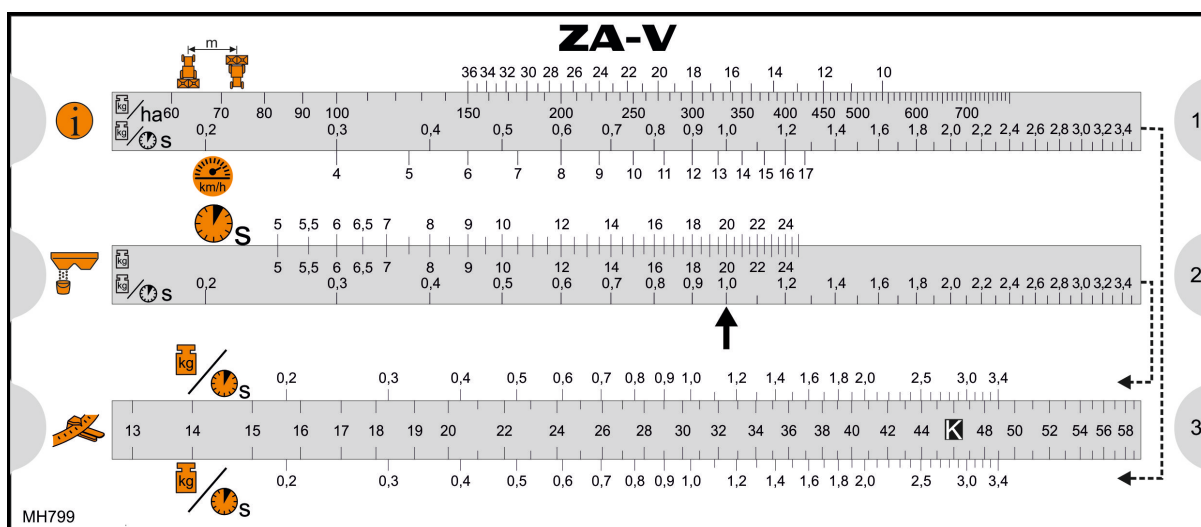 ZA-V
m
36 34 32 30 28 26 24 22 20 18 16 14 12 10
1
i
kg/ha 60 70 80 90 100 150 200 250 300 350 400 450 500 600 700
kg/s 0,2 0,3 0,4 0,5 0,6 0,7 0,8 0,9 1,0 1,2 1,4 1,6 1,8 2,0 2,2 2,4 2,6 2,8 3,0 3,2 3,4
km/h 4 5 6 7 8 9 10 11 12 13 14 15 16 17
s 5 5,5 6 6,5 7 8 9 10 12 14 16 18 20 22 24
kg 5 5,5 6 6,5 7 8 9 10 12 14 16 18 20 22 24
2
kg/s 0,2 0,3 0,4 0,5 0,6 0,7 0,8 0,9 1,0 1,2 1,4 1,6 1,8 2,0 2,2 2,4 2,6 2,8 3,0 3,2 3,4
kg/s 0,2 0,3 0,4 0,5 0,6 0,7 0,8 0,9 1,0 1,2 1,4 1,6 1,8 2,0 2,5 3,0 3,4
13 14 15 16 17 18 19 20 22 24 26 28 30 32 34 36 38 40 42 44 K 48 50 52 54 56 58
3
kg/s 0,2 0,3 0,4 0,5 0,6 0,7 0,8 0,9 1,0 1,2 1,4 1,6 1,8 2,0 2,5 3,0 3,4
MH799